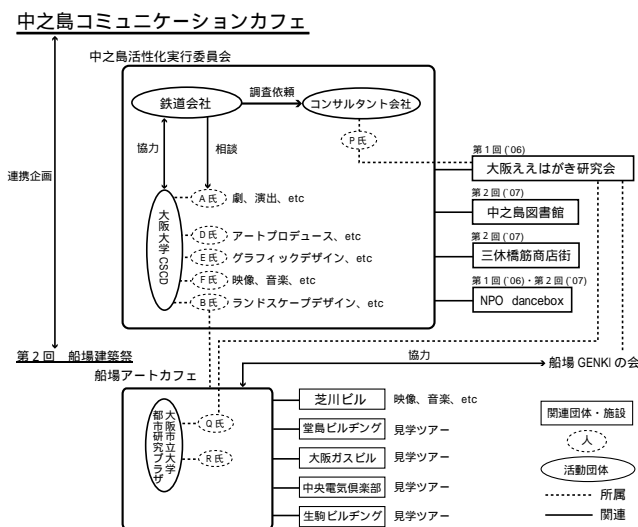 中之島コミュニケーションカフェ
中之島活性化実行委員会
鉄道会社
調査依頼
コンサルタント会社
P氏
協力
相談
連携企画
第1回('06)
大阪ええはがき研究会
A氏 劇、演出、etc
第2回('07)
中之島図書館
大阪大学CSCD
D氏 アートプロデュース、etc
第2回('07)
E氏 グラフィックデザイン、etc
三休橋筋商店街
F氏 映像、音楽、etc
第1回('06)・第2回('07)
B氏 ランドスケープデザイン、etc
NPO dancebox
第2回 船場建築祭
協力
船場GENKIの会
船場アートカフェ
芝川ビル 映像、音楽、etc
大阪市立大学
都市研究プラザ
Q氏
堂島ビルヂング 見学ツアー
R氏
大阪ガスビル 見学ツアー
中央電気倶楽部 見学ツアー
生駒ビルヂング 見学ツアー
関連団体・施設
人
活動団体
所属
関連